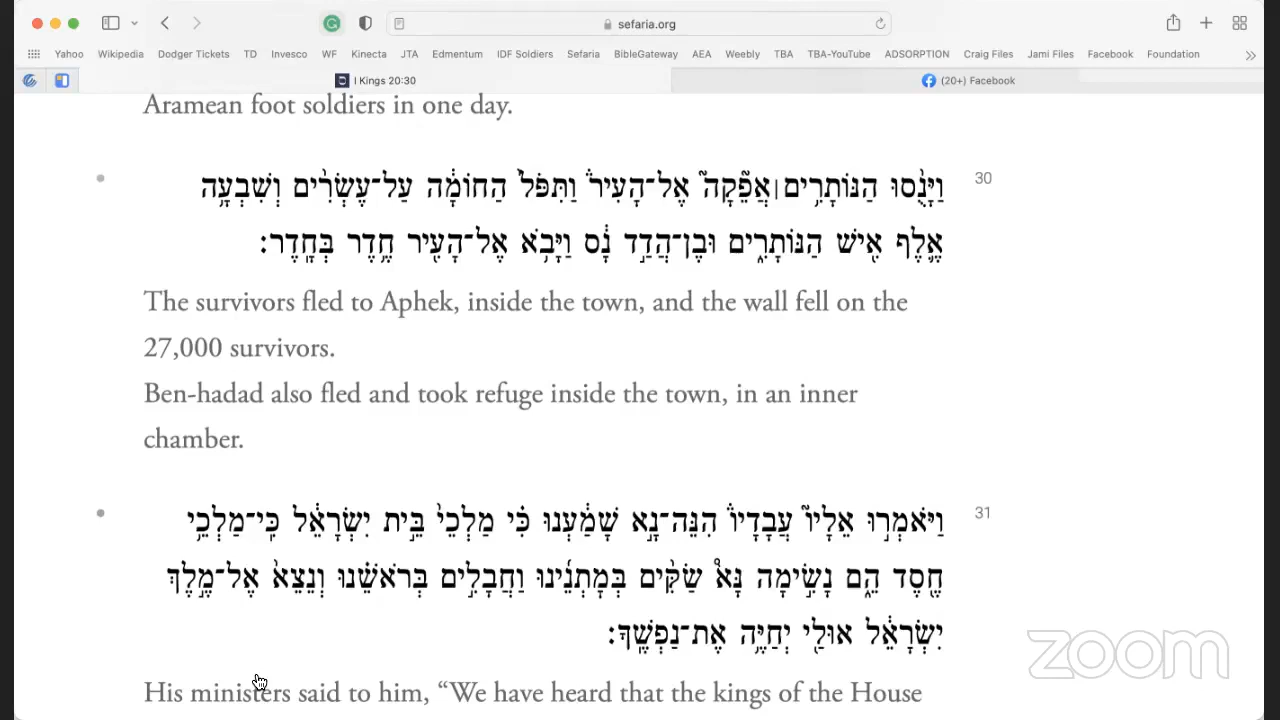 sefaria.org
Yahoo Wikipedia Dodger Tickets TD Invesco WF Kinecta JTA Edmentum IDF Soldiers Sefaria BibleGateway AEA Weebly TBA TBA-YouTube ADSORPTION Craig Files Jami Files Facebook Foundation
I Kings 20:30 (20+) Facebook
Aramean foot soldiers in one day.
30
וַיָּנֻ֨סוּ הַנּוֹתָרִ֥ים ׀ אֲפֵ֘קָה֮ אֶל־הָעִיר֒ וַתִּפֹּל֙ הַחוֹמָ֔ה עַל־עֶשְׂרִ֨ים וְשִׁבְעָ֥ה
אֶ֛לֶף אִ֖ישׁ הַנּוֹתָרִ֑ים וּבֶן־הֲדַ֣ד נָ֔ס וַיָּבֹ֥א אֶל־הָעִ֖יר חֶ֥דֶר בְּחָֽדֶר׃
The survivors fled to Aphek, inside the town, and the wall fell on the
27,000 survivors.
Ben-hadad also fled and took refuge inside the town, in an inner
chamber.
31
וַיֹּאמְר֣וּ אֵלָיו֮ עֲבָדָיו֒ הִנֵּה־נָ֣א שָׁמַ֔עְנוּ כִּ֗י מַלְכֵי֙ בֵּ֣ית יִשְׂרָאֵ֔ל כִּֽי־מַלְכֵ֥י
חֶ֖סֶד הֵ֑ם נָשִׂ֣ימָה נָּא֩ שַׂקִּ֨ים בְּמׇתְנֵ֜ינוּ וַחֲבָלִ֣ים בְּרֹאשֵׁ֗נוּ וְנֵצֵא֙ אֶל־מֶ֣לֶךְ
יִשְׂרָאֵ֔ל אוּלַ֖י יְחַיֶּ֥ה אֶת־נַפְשֶֽׁךָ׃
His ministers said to him, “We have heard that the kings of the House
zoom